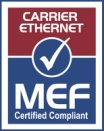 CARRIER
ETHERNET
MEF
Certified Compliant